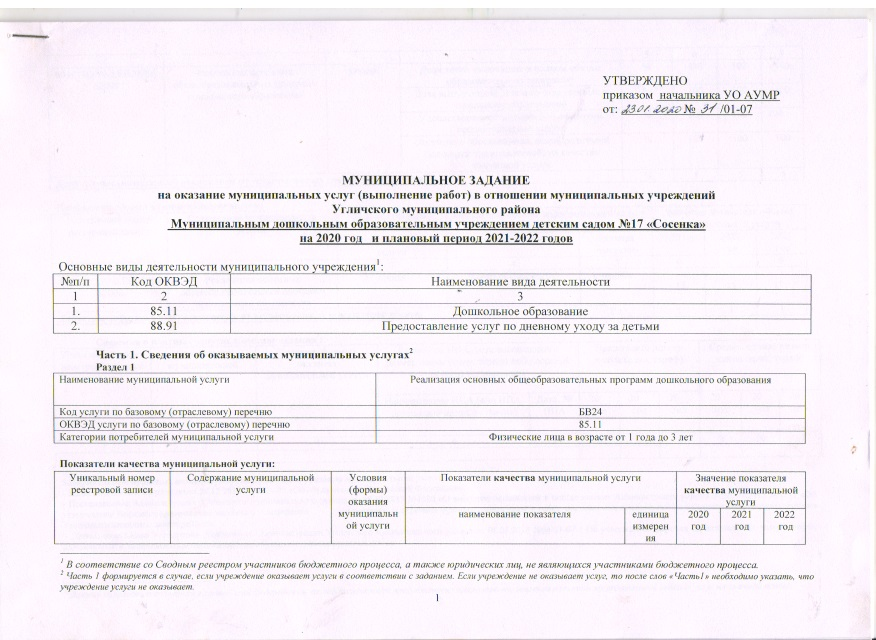 УТВЕРЖДЕНО
приказом начальника УО АУМР
от: 23.01.2020 № 31 /01-07
МУНИЦИПАЛЬНОЕ ЗАДАНИЕ
на оказание муниципальных услуг (выполнение работ) в отношении муниципальных учреждений
Угличского муниципального района
Муниципальным дошкольным образовательным учреждением детским садом №17 «Сосенка»
на 2020 год и плановый период 2021-2022 годов
Основные виды деятельности муниципального учреждения1:
№п/п Код ОКВЭД Наименование вида деятельности
1 2 3
1. 85.11 Дошкольное образование
2. 88.91 Предоставление услуг по дневному уходу за детьми
Часть 1. Сведения об оказываемых муниципальных услугах2
Раздел 1
Наименование муниципальной услуги Реализация основных общеобразовательных программ дошкольного образования
Код услуги по базовому (отраслевому) перечню БВ24
ОКВЭД услуги по базовому (отраслевому) перечню 85.11
Категории потребителей муниципальной услуги Физические лица в возрасте от 1 года до 3 лет
Показатели качества муниципальной услуги:
Уникальный номер
реестровой записи
Содержание муниципальной
услуги
Условия
(формы)
оказания
муниципальн
ой услуги
Показатели качества муниципальной услуги
наименование показателя
единица
измерен
ия
Значение показателя
качества муниципальной
услуги
2020
год
2021
год
2022
год
1 В соответствие со Сводным реестром участников бюджетного процесса, а также юридических лиц, не являющихся участниками бюджетного процесса.
2 Часть 1 формируется в случае, если учреждение оказывает услуги в соответствии с заданием. Если учреждение не оказывает услуг, то после слов «Часть1» необходимо указать, что
учреждение услуги не оказывает.
1